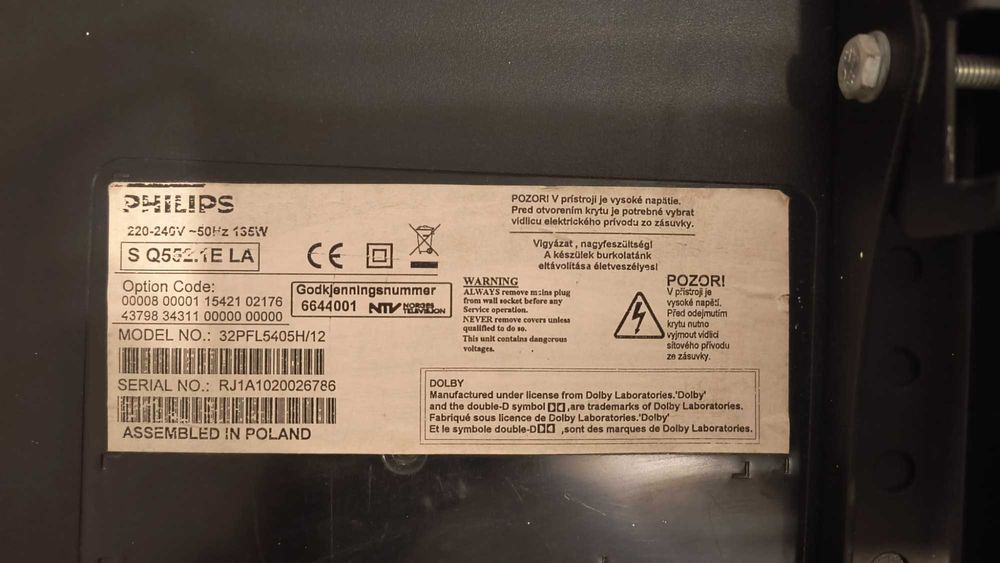 PHILIPS
220-240V ~50Hz 135W
S Q552.1E LA
Option Code:
00008 00001 15421 02176
43798 34311 00000 00000
Godkjenningsnummer
6644001 NTV NORGES TELEVISJON
MODEL NO.: 32PFL5405H/12
SERIAL NO.: RJ1A1020026786
ASSEMBLED IN POLAND
POZOR! V prístroji je vysoké napätie.
Pred otvorením krytu je potrebné vybrat
vidlicu elektrického prívodu zo zásuvky.
Vigyázat , nagyfeszültség!
A készülek burkolatánk
eltávolítása életveszélyes!
WARNING
ALWAYS remove mains plug
from wall socket before any
Service operation.
NEVER remove covers unless
qualified to do so.
This unit contains dangerous
voltages.
POZOR!
V přístroji je
vysoké napětí.
Před odejmutím
krytu nutno
vyjmout vidlici
síťového přívodu
ze zásuvky.
DOLBY
Manufactured under license from Dolby Laboratories.'Dolby'
and the double-D symbol ,are trademarks of Dolby Laboratories.
Fabriqué sous licence de Dolby Laboratories.'Dolby'
Et le symbole double-D ,sont des marques de Dolby Laboratories.